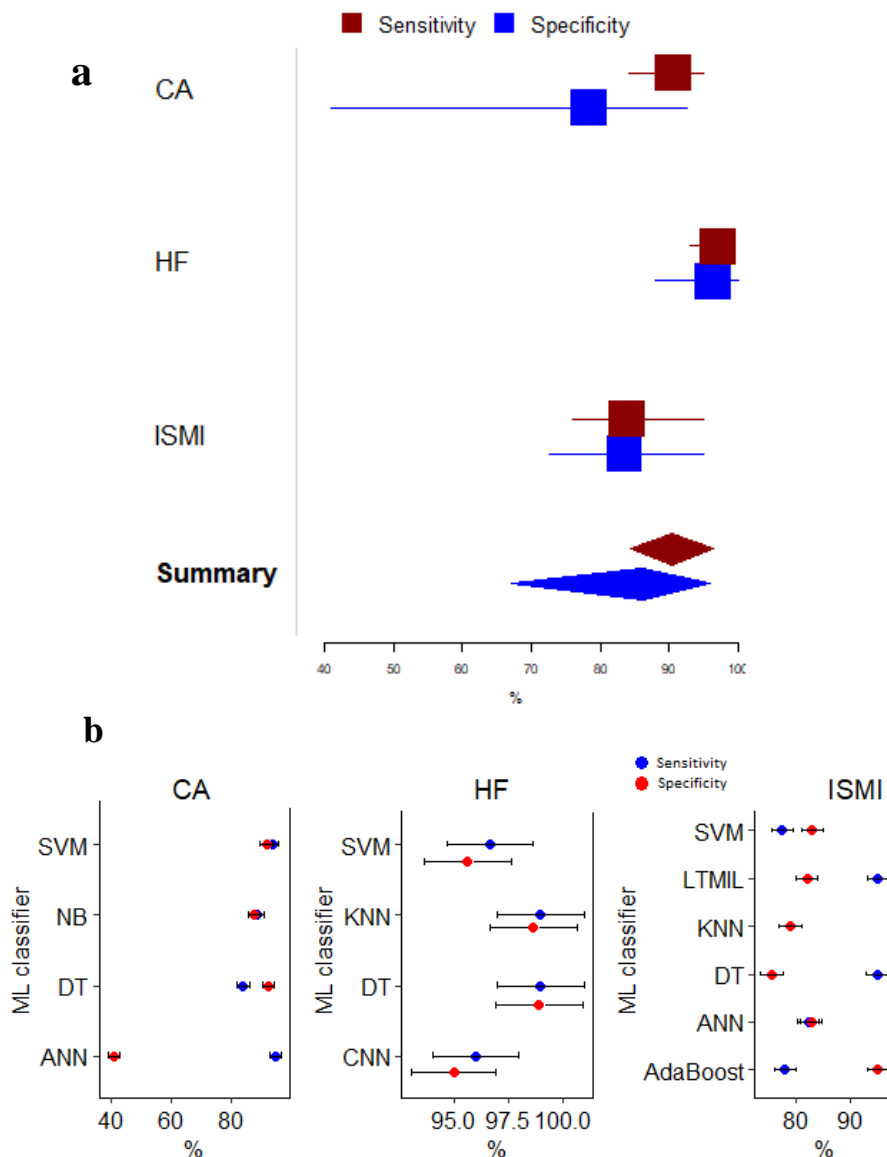 Sensitivity Specificity
a
CA
HF
ISMI
Summary
40 50 60 70 80 90 100
%
b
Sensitivity
Specificity
CA
ML classifier
SVM
NB
DT
ANN
40 60 80
%
HF
ML classifier
SVM
KNN
DT
CNN
95.0 97.5 100.0
%
ISMI
ML classifier
SVM
LTMIL
KNN
DT
ANN
AdaBoost
80 90
%